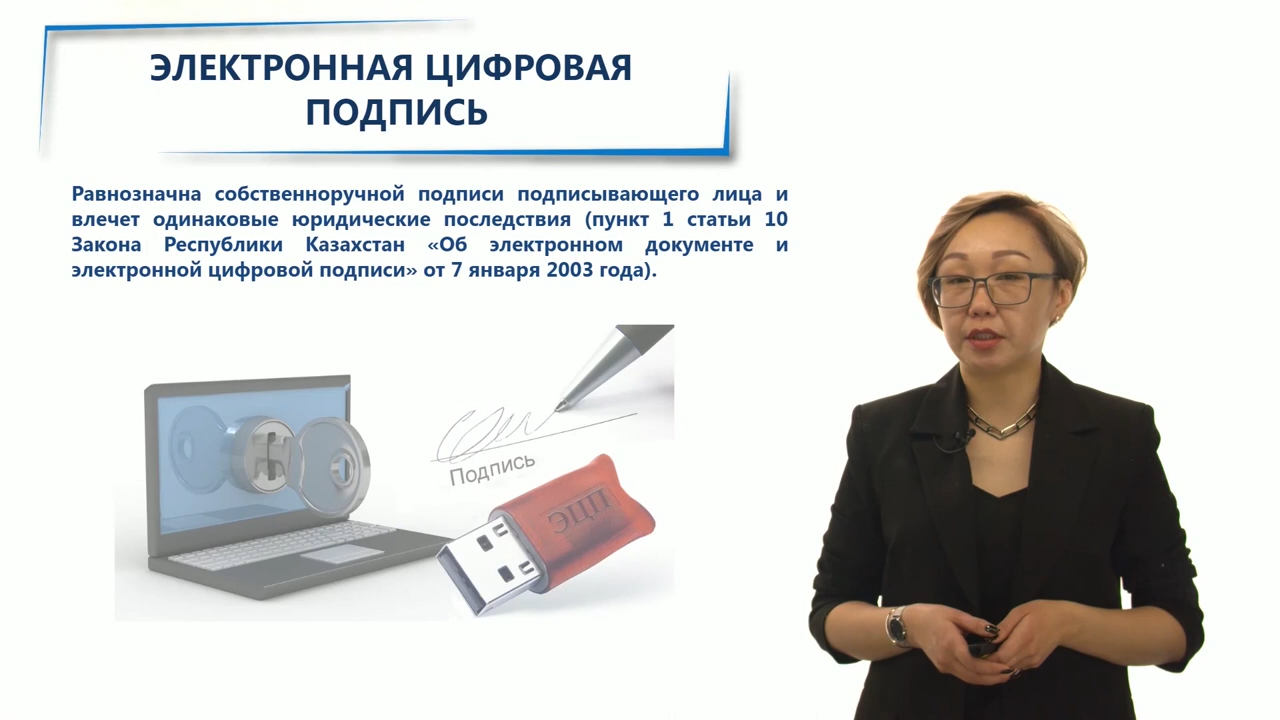 ЭЛЕКТРОННАЯ ЦИФРОВАЯ
ПОДПИСЬ
Равнозначна собственноручной подписи подписывающего лица и
влечет одинаковые юридические последствия (пункт 1 статьи 10
Закона Республики Казахстан «Об электронном документе и
электронной цифровой подписи» от 7 января 2003 года).
Подпись
ЭЦП